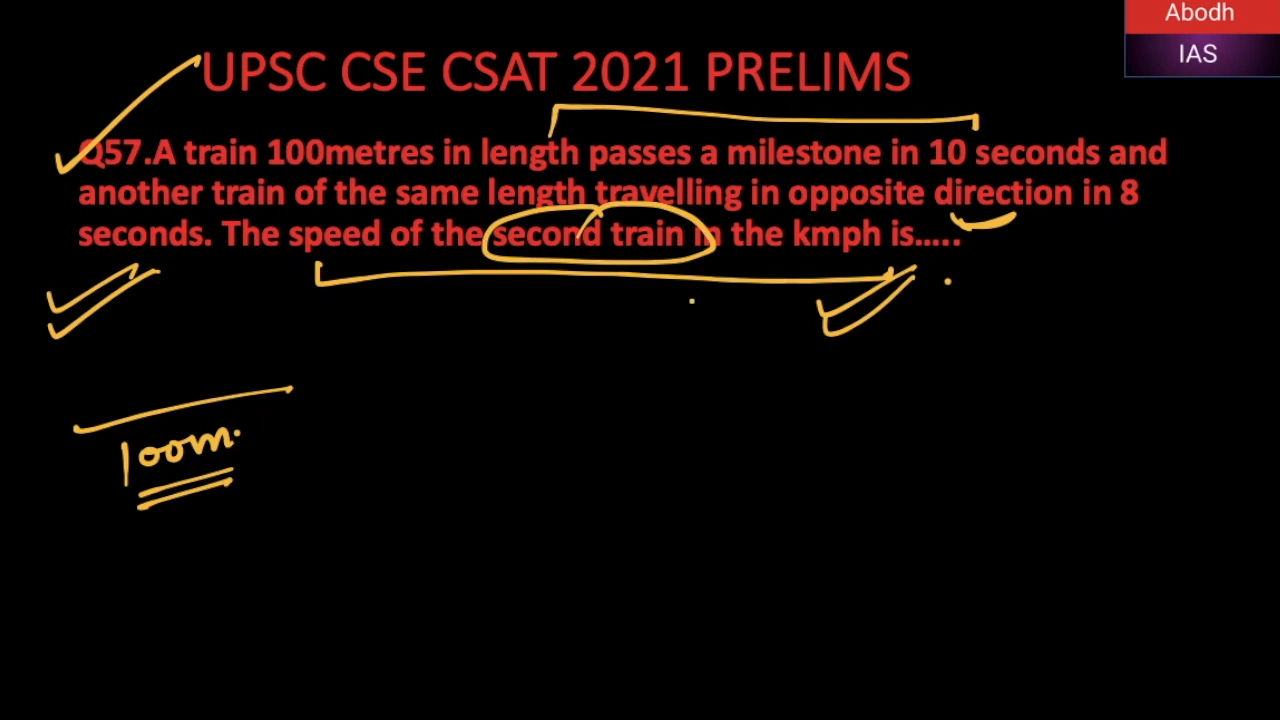 Abodh
IAS
UPSC CSE CSAT 2021 PRELIMS
Q57.A train 100metres in length passes a milestone in 10 seconds and
another train of the same length travelling in opposite direction in 8
seconds. The speed of the second train in the kmph is.....
100m.